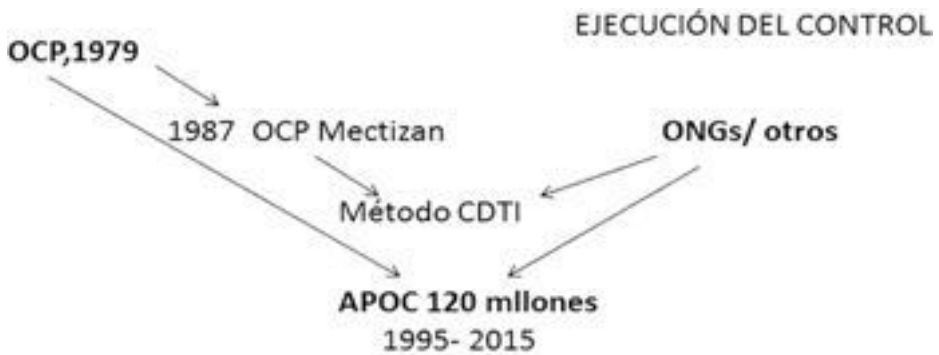 EJECUCIÓN DEL CONTROL
OCP,1979
1987 OCP Mectizan
ONGs/ otros
Método CDTI
APOC 120 mllones
1995- 2015